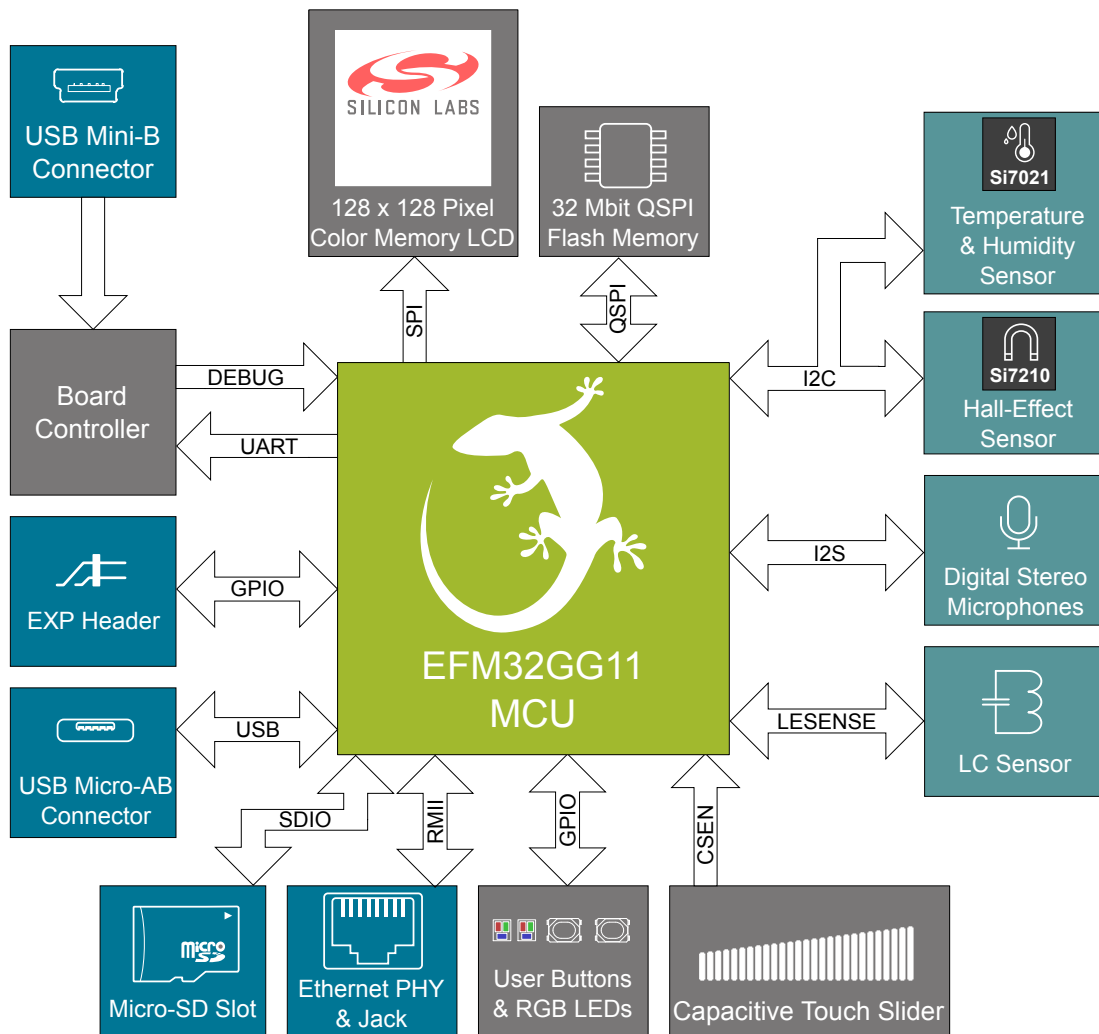 SILICON LABS
128 x 128 Pixel
Color Memory LCD
32 Mbit QSPI
Flash Memory
USB Mini-B
Connector
Si7021
Temperature
& Humidity
Sensor
SPI
QSPI
Board
Controller
DEBUG
UART
I2C
Si7210
Hall-Effect
Sensor
EXP Header
GPIO
I2S
Digital Stereo
Microphones
EFM32GG11
MCU
USB Micro-AB
Connector
USB
LESENSE
LC Sensor
SDIO
RMII
GPIO
CSEN
Micro
SD
Micro-SD Slot
Ethernet PHY
& Jack
User Buttons
& RGB LEDs
Capacitive Touch Slider